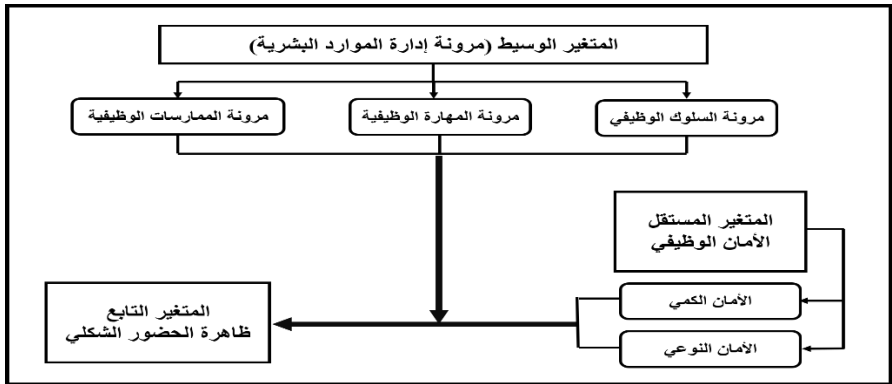 المتغير الوسيط (مرونة إدارة الموارد البشرية)
مرونة السلوك الوظيفي
مرونة المهارة الوظيفية
مرونة الممارسات الوظيفية
المتغير المستقل
الأمان الوظيفي
الأمان الكمي
الأمان النوعي
المتغير التابع
ظاهرة الحضور الشكلي